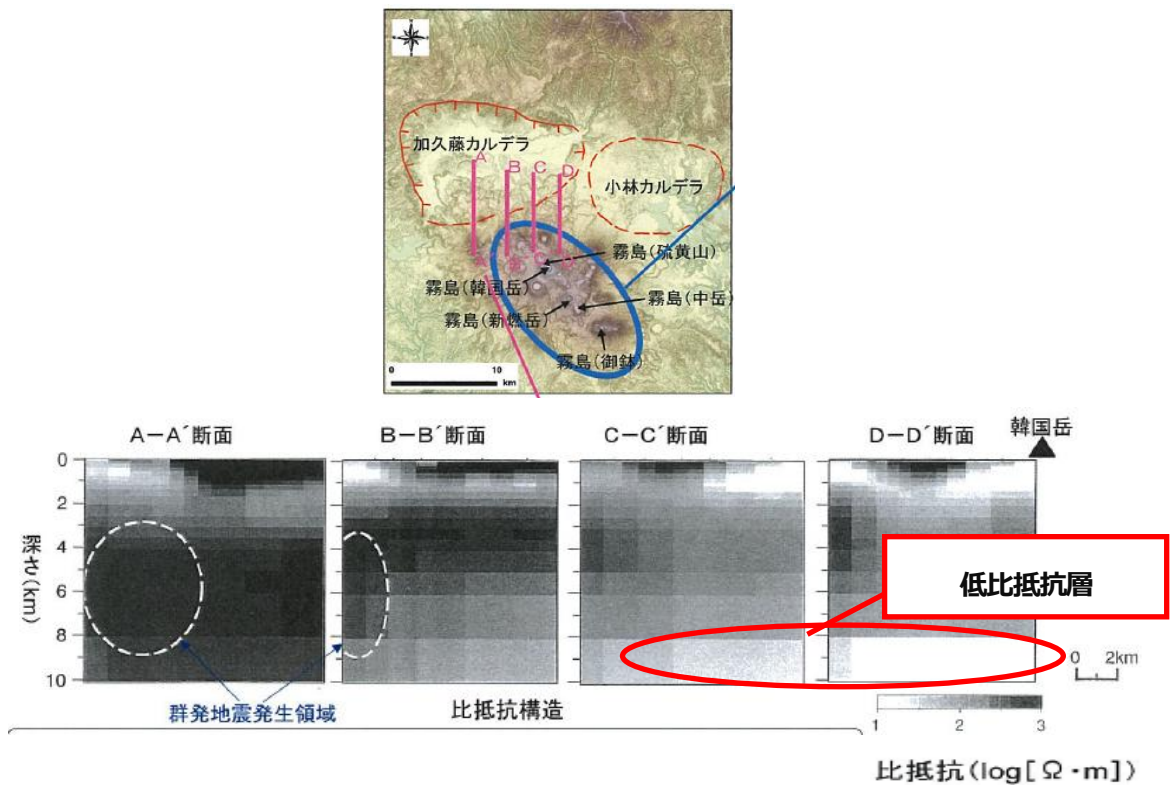 加久藤カルデラ
小林カルデラ
A
B
C
D
霧島(硫黄山)
霧島(韓国岳)
霧島(中岳)
霧島(新燃岳)
霧島(御鉢)
0 10
km
A-A´断面
B-B´断面
C-C´断面
D-D´断面
韓国岳
深さ(km)
0
2
4
6
8
10
低比抵抗層
群発地震発生領域
比抵抗構造
0 2km
1 2 3
比抵抗(log[Ω・m])